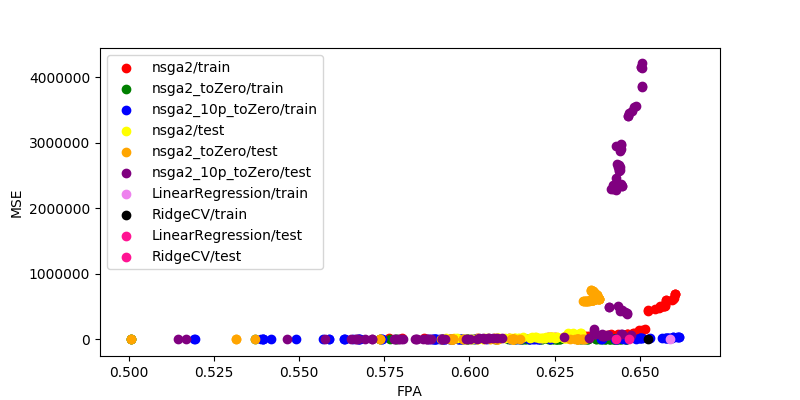 4000000
3000000
2000000
1000000
0
MSE
nsga2/train
nsga2_toZero/train
nsga2_10p_toZero/train
nsga2/test
nsga2_toZero/test
nsga2_10p_toZero/test
LinearRegression/train
RidgeCV/train
LinearRegression/test
RidgeCV/test
0.500 0.525 0.550 0.575 0.600 0.625 0.650
FPA